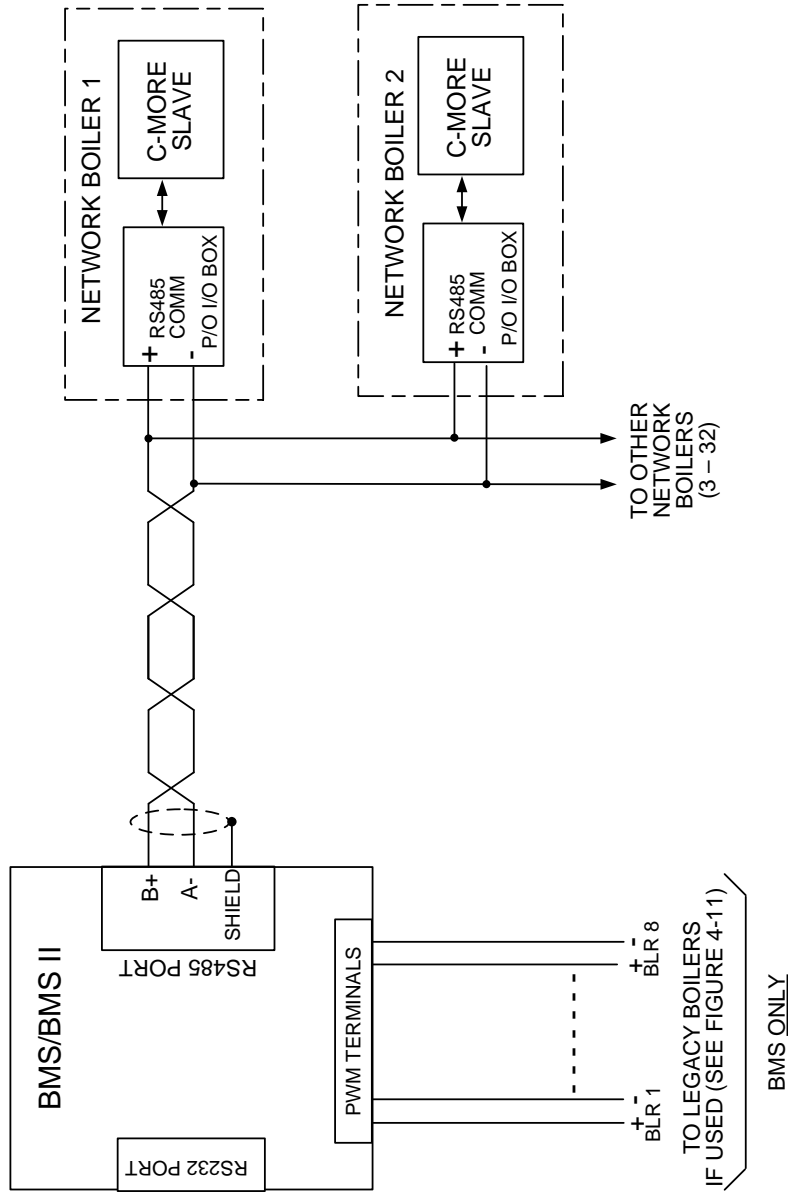 BMS/BMS II
RS232 PORT
RS485 PORT
B+
A-
SHIELD
PWM TERMINALS
+ -
BLR 1
+ -
BLR 8
TO LEGACY BOILERS
IF USED (SEE FIGURE 4-11)
BMS ONLY
NETWORK BOILER 1
+ RS485
COMM
-
P/O I/O BOX
C-MORE
SLAVE
NETWORK BOILER 2
+ RS485
COMM
-
P/O I/O BOX
C-MORE
SLAVE
TO OTHER
NETWORK
BOILERS
(3 – 32)